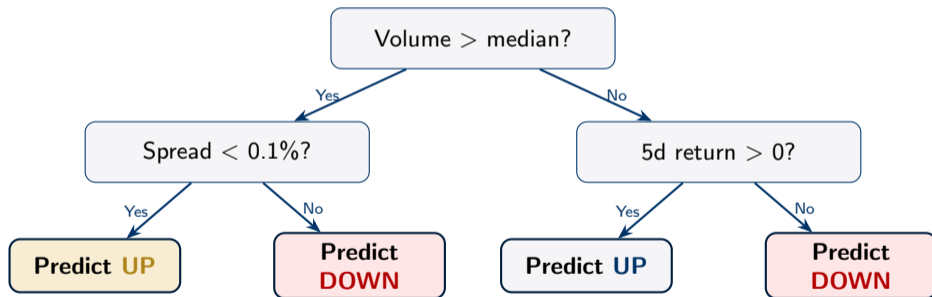 Volume > median?
Yes
No
Spread < 0.1%?
5d return > 0?
Yes
No
Yes
No
Predict UP
Predict
DOWN
Predict UP
Predict
DOWN